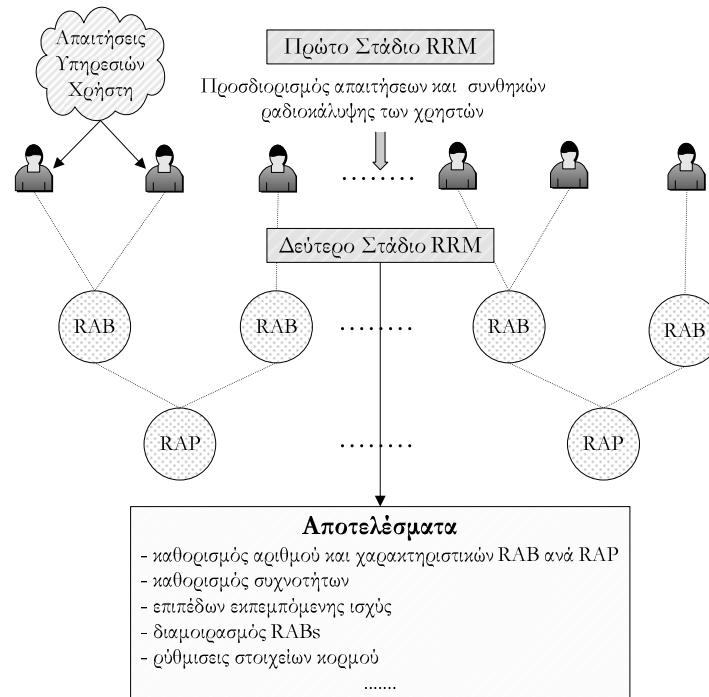 Απαιτήσεις
Υπηρεσιών
Χρήστη
Πρώτο Στάδιο RRM
Προσδιορισμός απαιτήσεων και συνθηκών
ραδιοκάλυψης των χρηστών
........
Δεύτερο Στάδιο RRM
RAB
RAB
........
RAB
RAB
RAP
........
RAP
Αποτελέσματα
- καθορισμός αριθμού και χαρακτηριστικών RAB ανά RAP
- καθορισμός συχνοτήτων
- επιπέδων εκπεμπόμενης ισχύς
- διαμοιρασμός RABs
- ρύθμισεις στοιχείων κορμού
.......